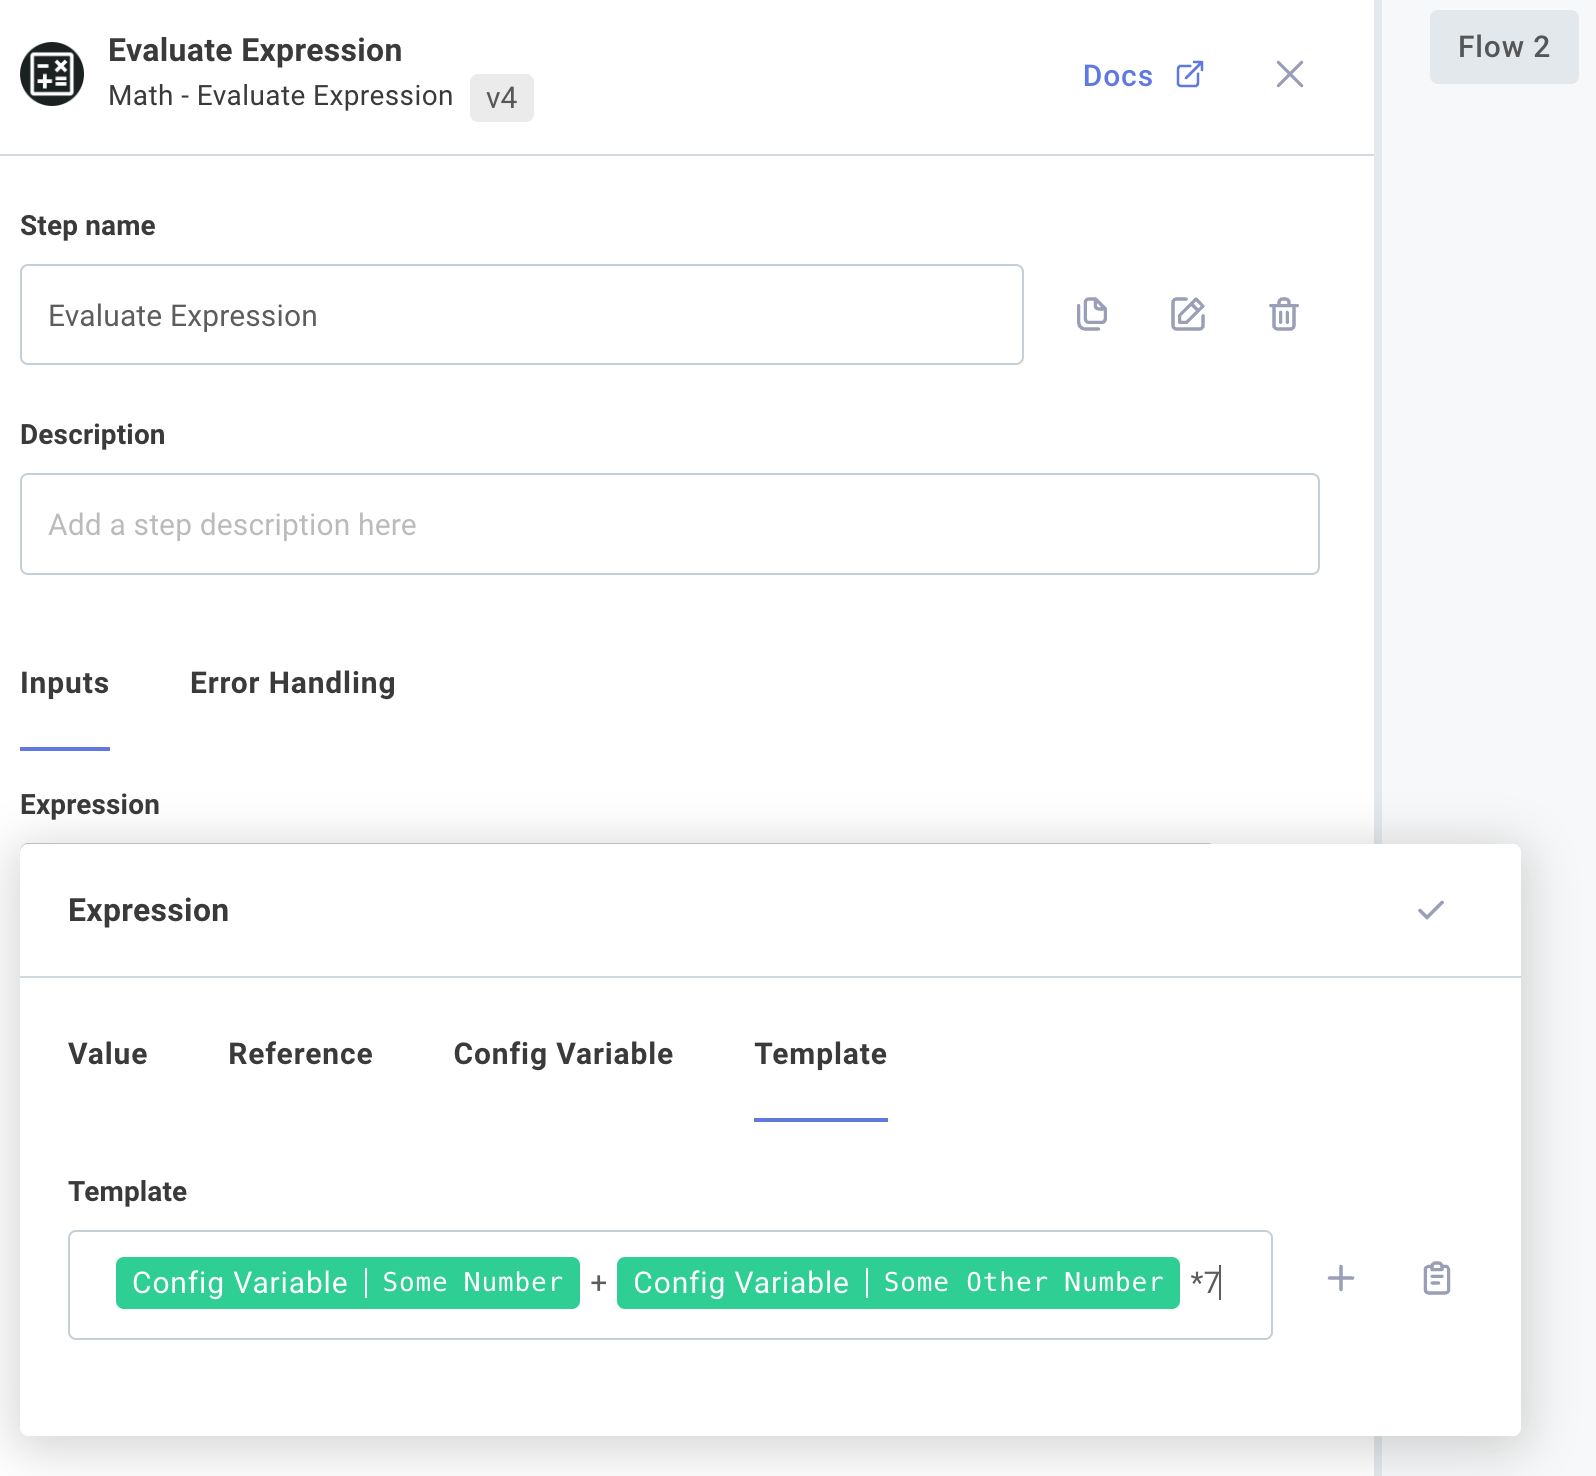 Evaluate Expression
Math - Evaluate Expression v4
Docs
Flow 2
Step name
Evaluate Expression
Description
Add a step description here
Inputs Error Handling
Expression
Expression
Value Reference Config Variable Template
Template
Config Variable | Some Number + Config Variable | Some Other Number *7